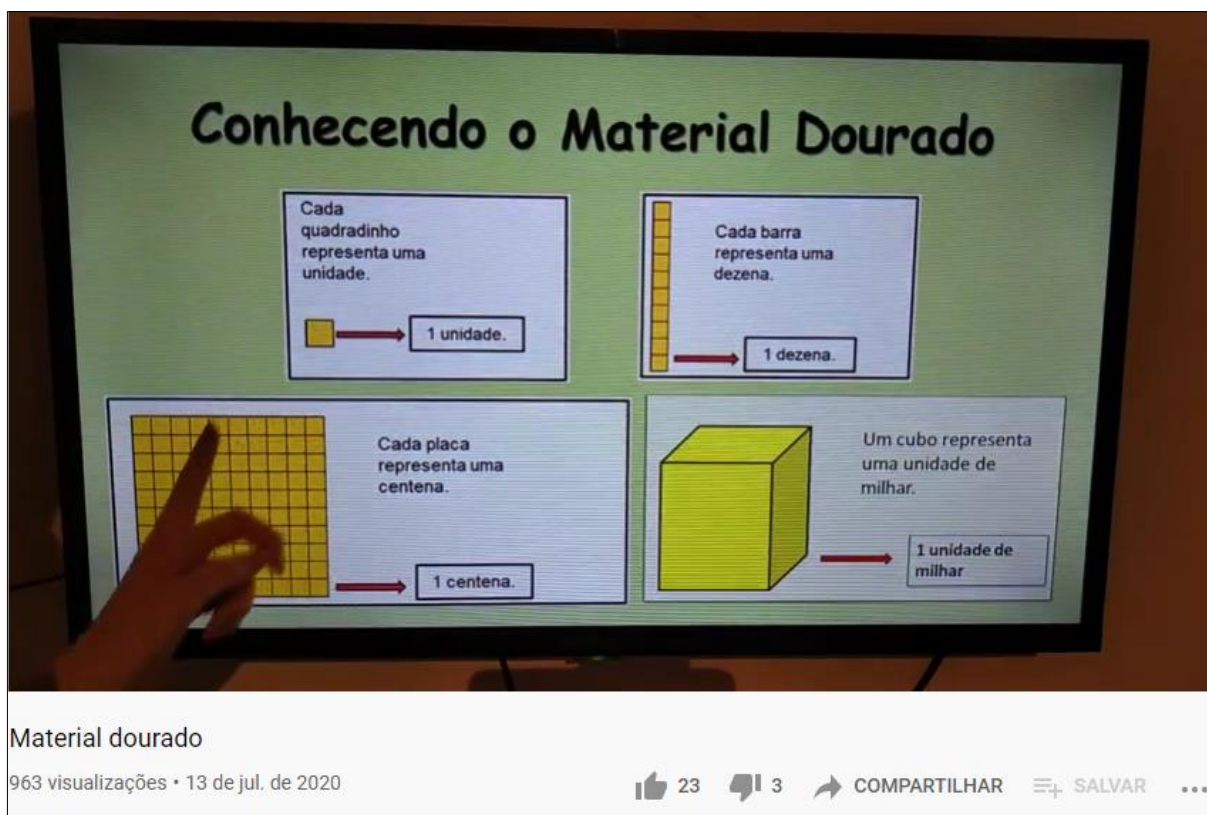 Conhecendo o Material Dourado
Cada
quadradinho
representa uma
unidade.
1 unidade.
Cada barra
representa uma
dezena.
1 dezena.
Cada placa
representa uma
centena.
1 centena.
Um cubo representa
uma unidade de
milhar.
1 unidade de
milhar
Material dourado
963 visualizações • 13 de jul. de 2020
23
3
COMPARTILHAR
SALVAR